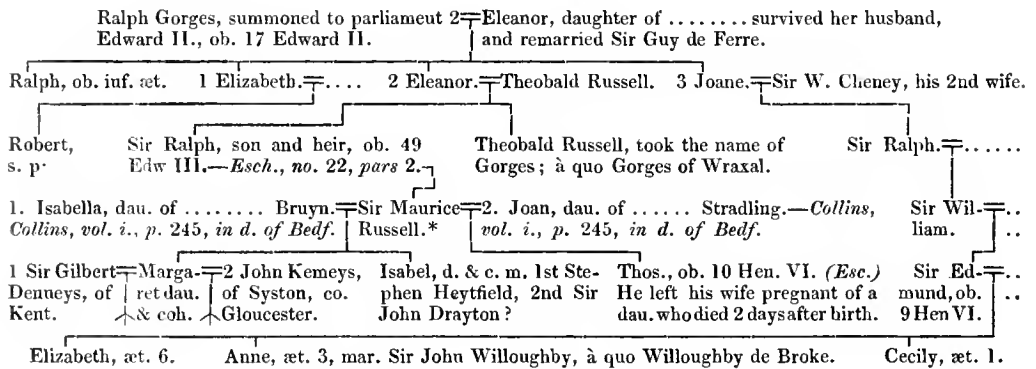 Ralph Gorges, summoned to parliameut 2 = Eleanor, daughter of ........ survived her husband,
Edward II., ob. 17 Edward II. and remarried Sir Guy de Ferre.
Ralph, ob. inf. æt. 1 Elizabeth. = .... 2 Eleanor. = Theobald Russell. 3 Joane. = Sir W. Cheney, his 2nd wife.
Robert, Sir Ralph, son and heir, ob. 49 Theobald Russell, took the name of Sir Ralph. = ......
s. p. Edw III.—Esch., no. 22, pars 2. Gorges; à quo Gorges of Wraxal.
1. Isabella, dau. of ........ Bruyn. = Sir Maurice = 2. Joan, dau. of ...... Stradling.—Collins, Sir Wil- = ..
Collins, vol. i., p. 245, in d. of Bedf. Russell.* vol. i., p. 245, in d. of Bedf. liam. ..
1 Sir Gilbert = Marga- = 2 John Kemeys, Isabel, d. & c. m. 1st Ste- Thos., ob. 10 Hen. VI. (Esc.) Sir Ed- = ..
Denneys, of ret dau. of Syston, co. phen Heytfield, 2nd Sir He left his wife pregnant of a mund, ob. ..
Kent. & coh. Gloucester. John Drayton? dau. who died 2 days after birth. 9 Hen VI.
Elizabeth, æt. 6. Anne, æt. 3, mar. Sir John Willoughby, à quo Willoughby de Broke. Cecily, æt. 1.